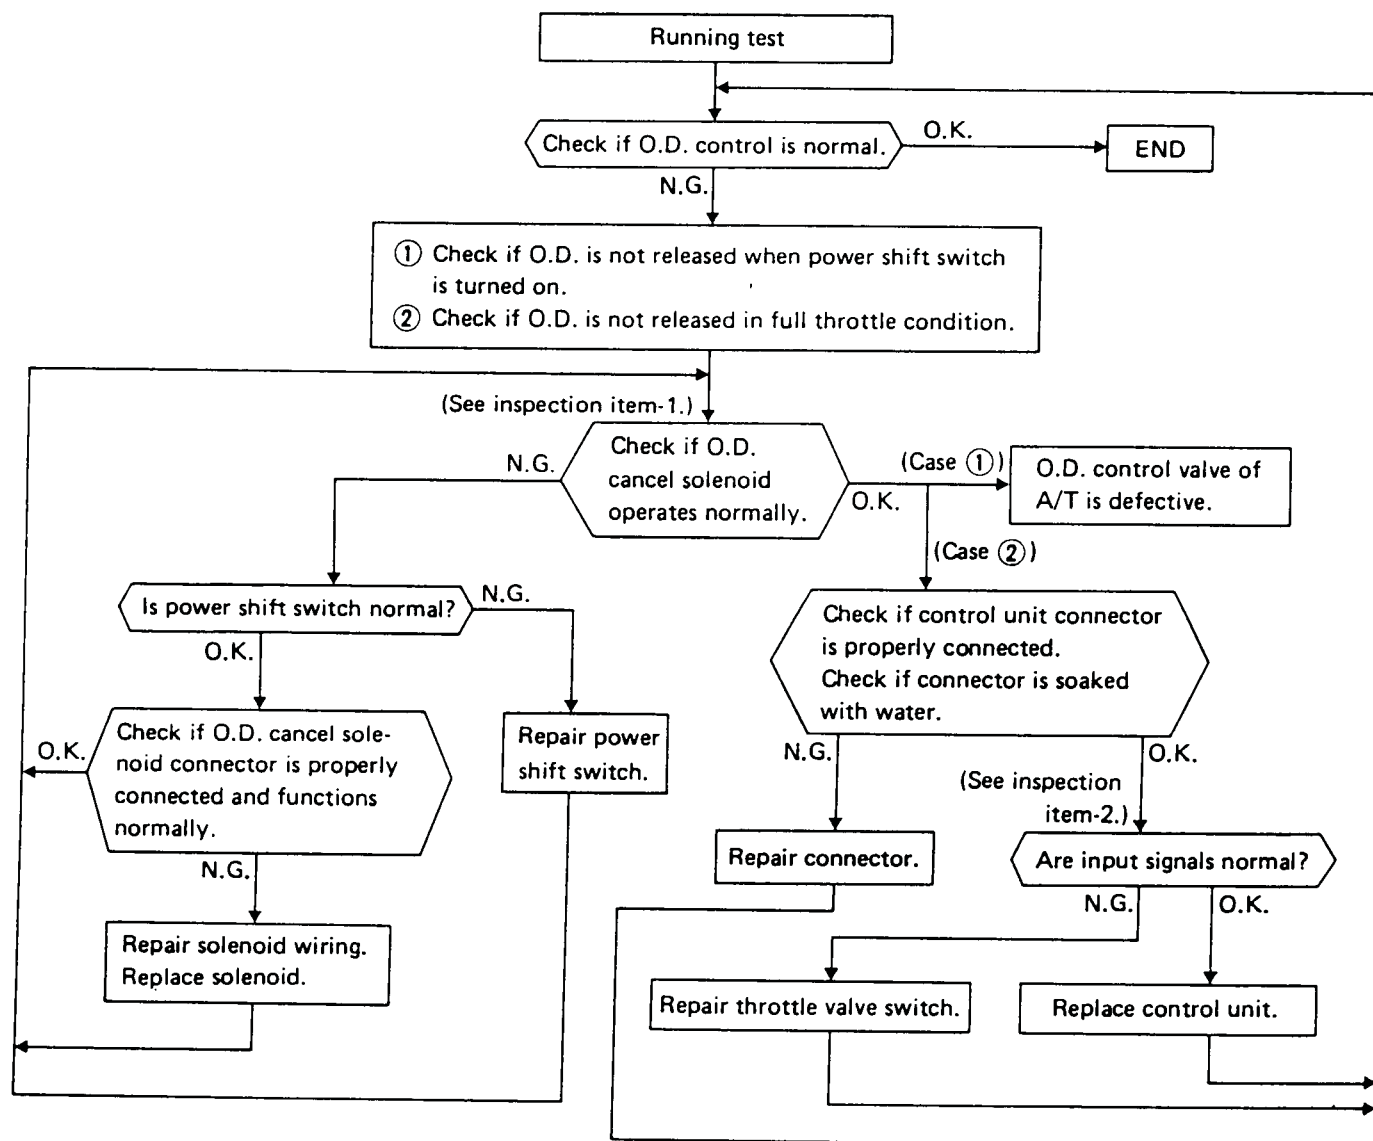 Running test
Check if O.D. control is normal.
O.K.
END
N.G.
① Check if O.D. is not released when power shift switch
is turned on.
② Check if O.D. is not released in full throttle condition.
(See inspection item-1.)
Check if O.D.
cancel solenoid
operates normally.
N.G.
O.K.
(Case ①)
O.D. control valve of
A/T is defective.
(Case ②)
Is power shift switch normal?
N.G.
O.K.
Check if control unit connector
is properly connected.
Check if connector is soaked
with water.
Check if O.D. cancel sole-
noid connector is properly
connected and functions
normally.
O.K.
N.G.
Repair power
shift switch.
N.G.
O.K.
(See inspection
item-2.)
Repair connector.
Are input signals normal?
N.G.
O.K.
Repair solenoid wiring.
Replace solenoid.
Repair throttle valve switch.
Replace control unit.